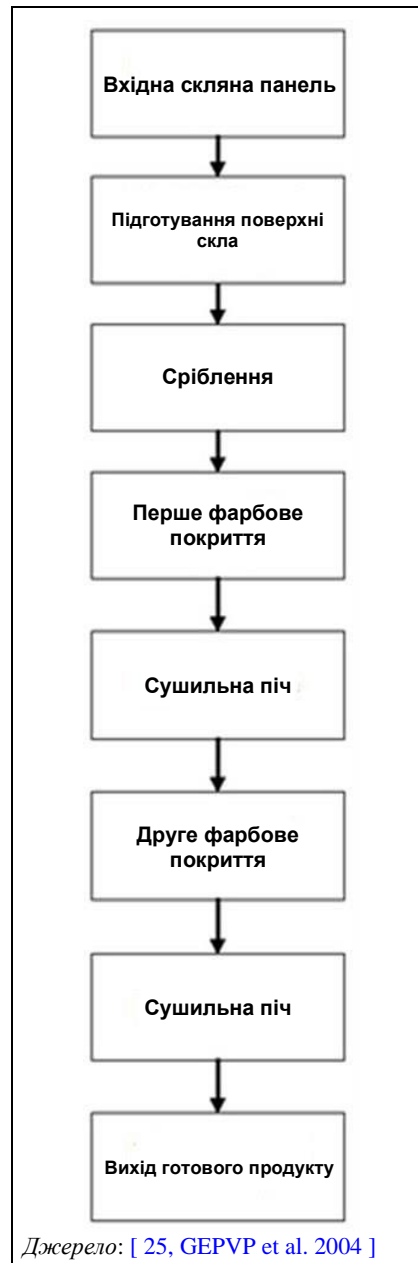 Вхідна скляна панель
Підготування поверхні
скла
Сріблення
Перше фарбове
покриття
Сушильна піч
Друге фарбове
покриття
Сушильна піч
Вихід готового продукту
Джерело: [ 25, GEPVP et al. 2004 ]